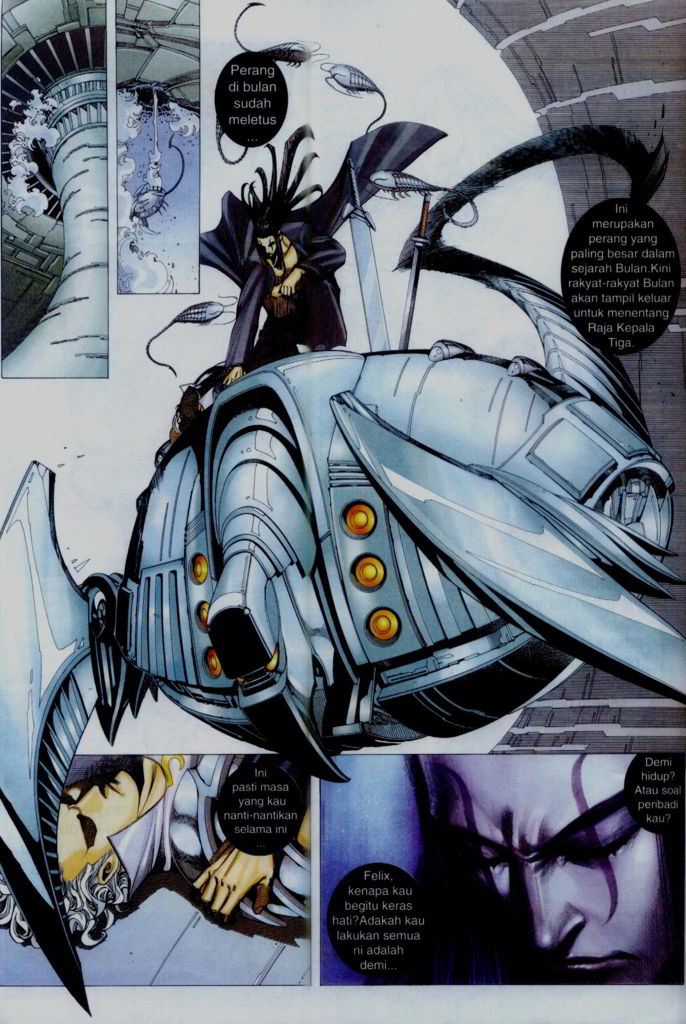 Perang
di bulan
sudah
meletus
...
Ini
merupakan
perang yang
paling besar dalam
sejarah Bulan.Kini
rakyat-rakyat Bulan
akan tampil keluar
untuk menentang
Raja Kepala
Tiga.
Ini
pasti masa
yang kau
nanti-nantikan
selama ini
...
Felix,
kenapa kau
begitu keras
hati?Adakah kau
lakukan semua
ni adalah
demi...
Demi
hidup?
Atau soal
peribadi
kau?